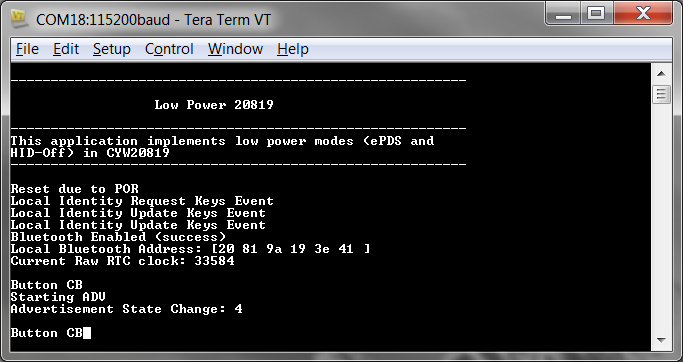 COM18:115200baud - Tera Term VT
File Edit Setup Control Window Help
---------------------------------------------------------
Low Power 20819
---------------------------------------------------------
This application implements low power modes (ePDS and
HID-Off) in CYW20819
---------------------------------------------------------
Reset due to POR
Local Identity Request Keys Event
Local Identity Update Keys Event
Local Identity Update Keys Event
Bluetooth Enabled (success)
Local Bluetooth Address: [20 81 9a 19 3e 41 ]
Current Raw RTC clock: 33584
Button CB
Starting ADV
Advertisement State Change: 4
Button CB